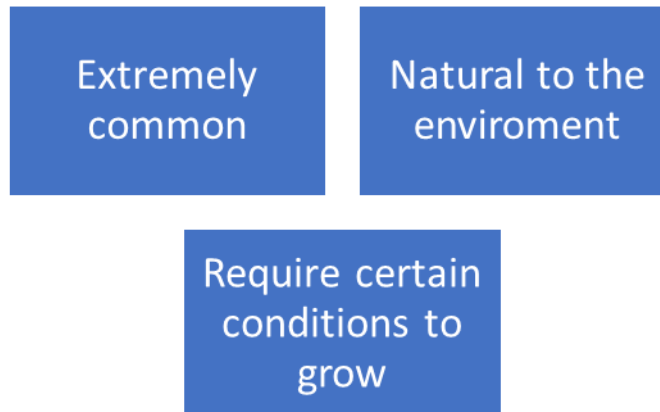 Extremely
common
Natural to the
enviroment
Require certain
conditions to
grow